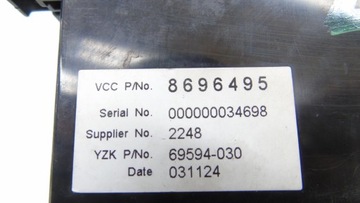 VCC P/No. 8696495
Serial No. 000000034698
Supplier No. 2248
YZK P/No. 69594-030
Date 031124